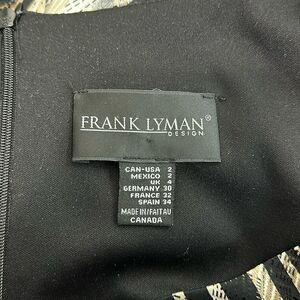 FRANK LYMAN®
DESIGN
CAN-USA 2
MEXICO 2
UK 4
GERMANY 30
FRANCE 32
SPAIN 34
MADE IN/FAIT AU
CANADA